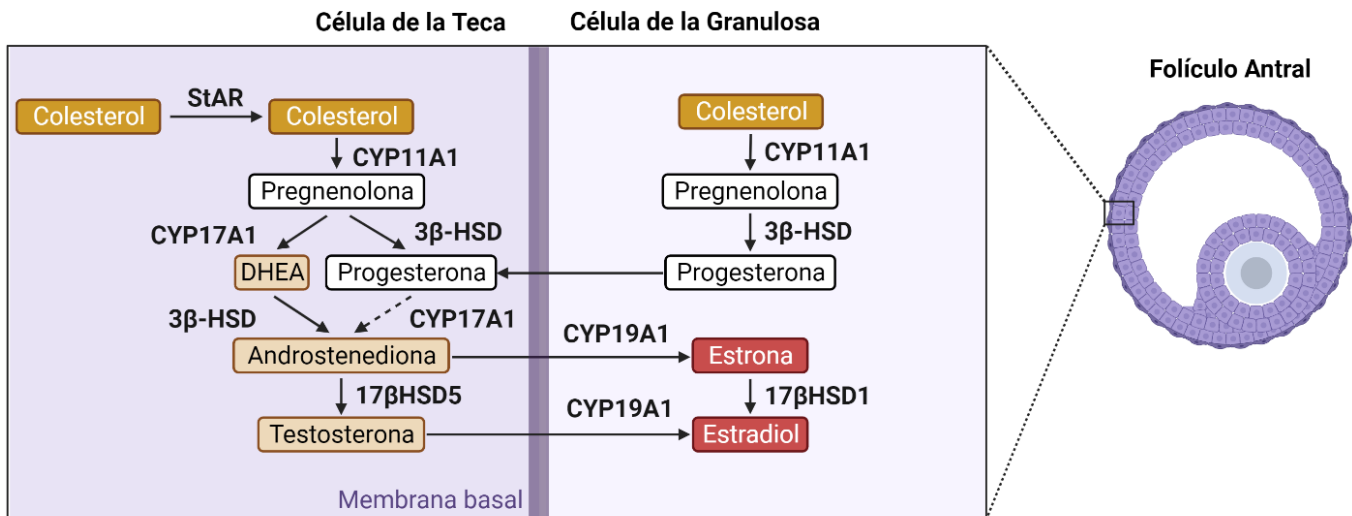 Célula de la Teca
Célula de la Granulosa
Folículo Antral
Colesterol
StAR
Colesterol
Colesterol
CYP11A1
CYP11A1
Pregnenolona
Pregnenolona
CYP17A1
3β-HSD
3β-HSD
DHEA
Progesterona
Progesterona
3β-HSD
CYP17A1
CYP19A1
Androstenediona
Estrona
17βHSD5
CYP19A1
17βHSD1
Testosterona
Estradiol
Membrana basal